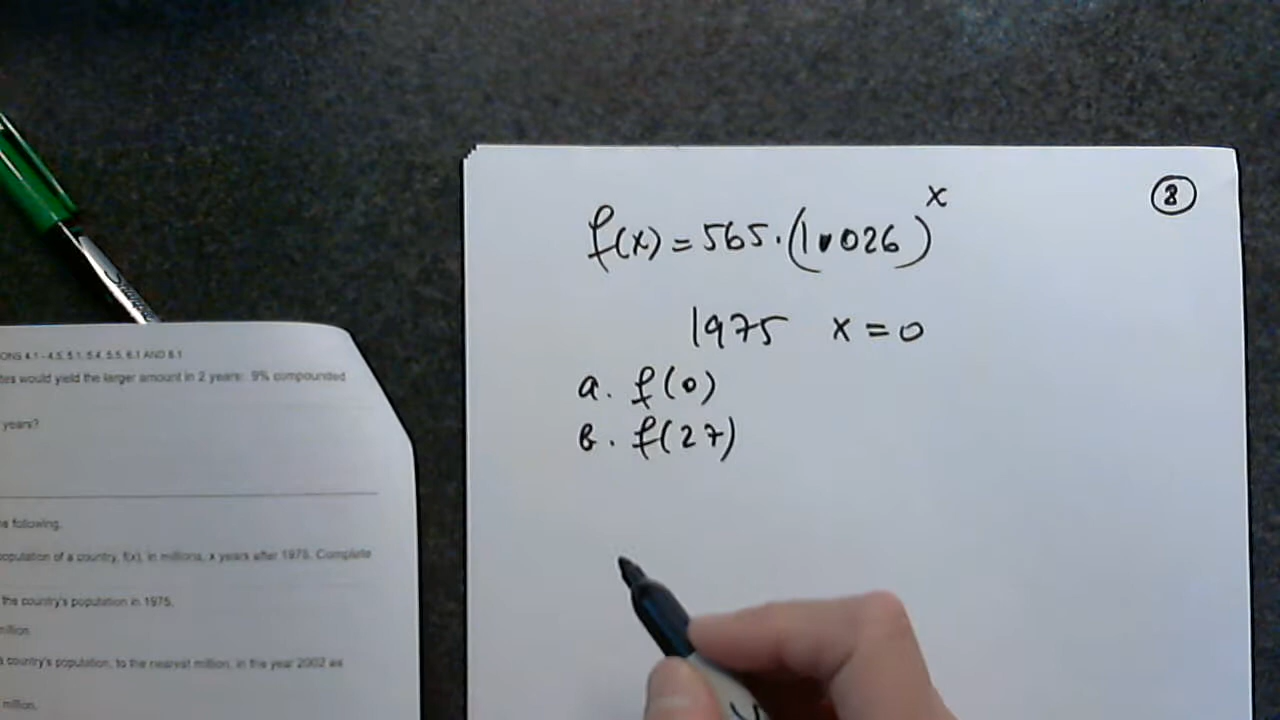 8
f(x) = 565 · (1.026)^x
1975 x = 0
a. f(0)
b. f(27)
ONS 4.1 - 4.5, 5.1, 5.4, 5.5, 6.1 AND 8.1
would yield the larger amount in 2 years: 9% compounded
years?
following.
population of a country, f(x), in millions, x years after 1975. Complete
the country's population in 1975.
million
country's population, to the nearest million, in the year 2002 as
million.